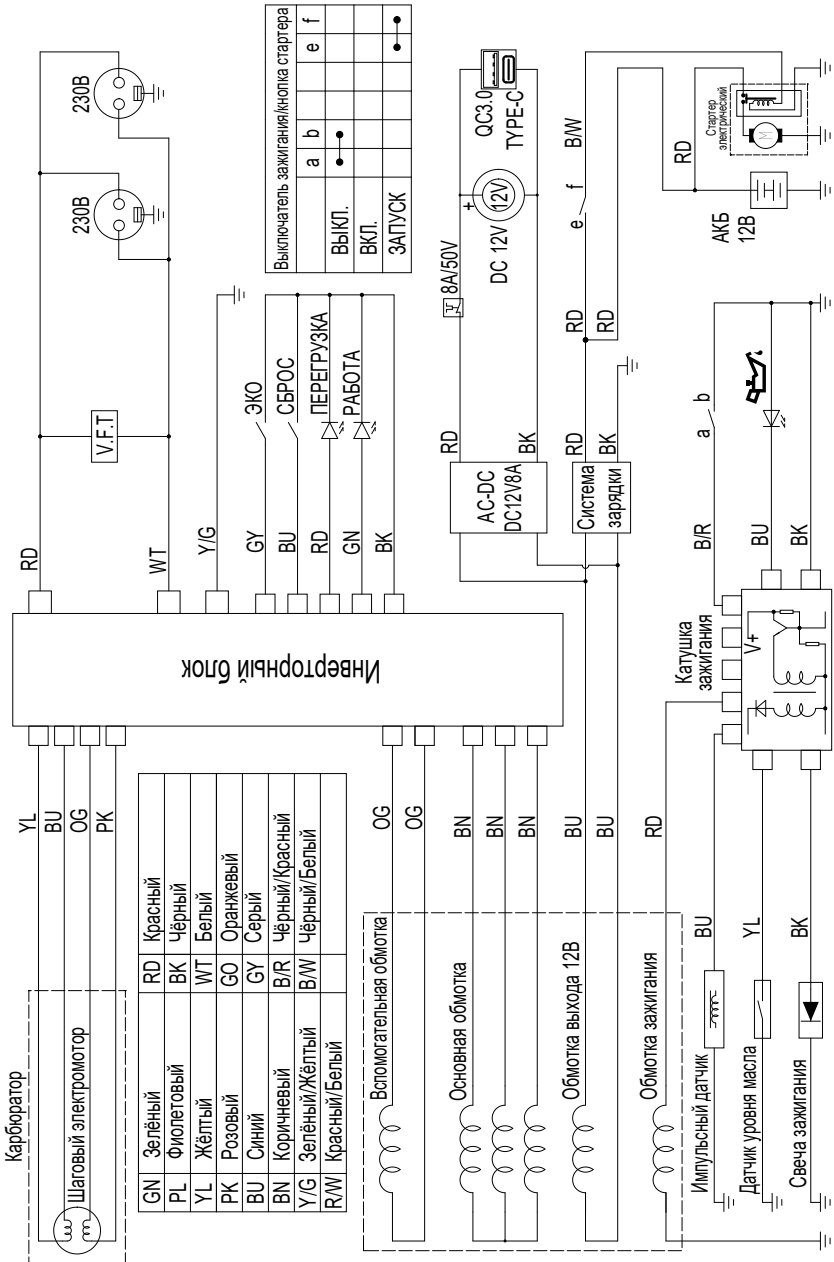 Карбюратор
Шаговый электромотор
YL
BU
OG
PK
GN Зелёный RD Красный
PL Фиолетовый BK Чёрный
YL Жёлтый WT Белый
PK Розовый GO Оранжевый
BU Синий GY Серый
BN Коричневый B/R Чёрный/Красный
Y/G Зелёный/Жёлтый B/W Чёрный/Белый
R/W Красный/Белый
Вспомогательная обмотка
OG
OG
Основная обмотка
BN
BN
BN
Обмотка выхода 12В
BU
BU
Обмотка зажигания
RD
Импульсный датчик
BU
Датчик уровня масла
YL
Свеча зажигания
BK
Инверторный блок
RD
V.F.T
WT
230В
230В
Y/G
GY
ЭКО
BU
СБРОС
RD
ПЕРЕГРУЗКА
GN
РАБОТА
BK
Выключатель зажигания/кнопка стартера
a b e f
ВЫКЛ.
ВКЛ.
ЗАПУСК
AC-DC
DC12V8A
RD
BK
8A/50V
+
12V
DC 12V
QC3.0
TYPE-C
Система
зарядки
RD
BK
RD
RD
e f
B/W
Катушка
зажигания
V+
B/R
a b
BU
BK
АКБ
12В
RD
Стартер
электрический
M